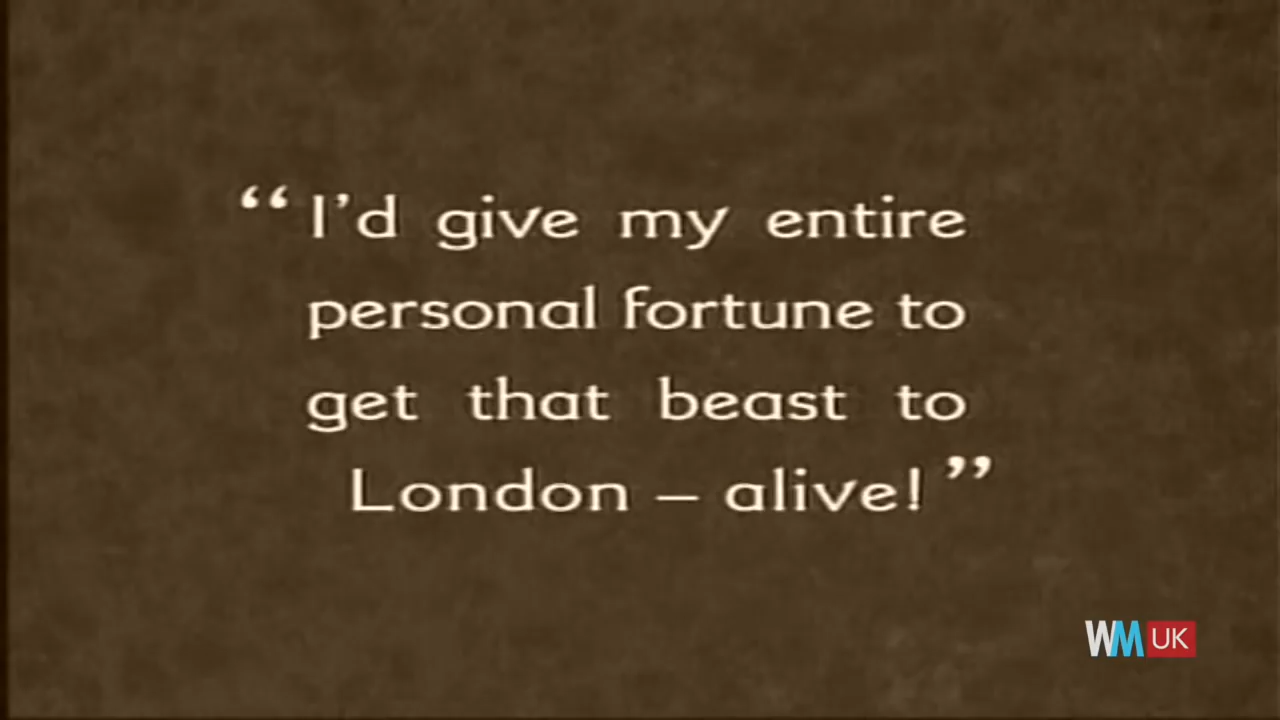 “I’d give my entire
personal fortune to
get that beast to
London – alive!”
WM UK